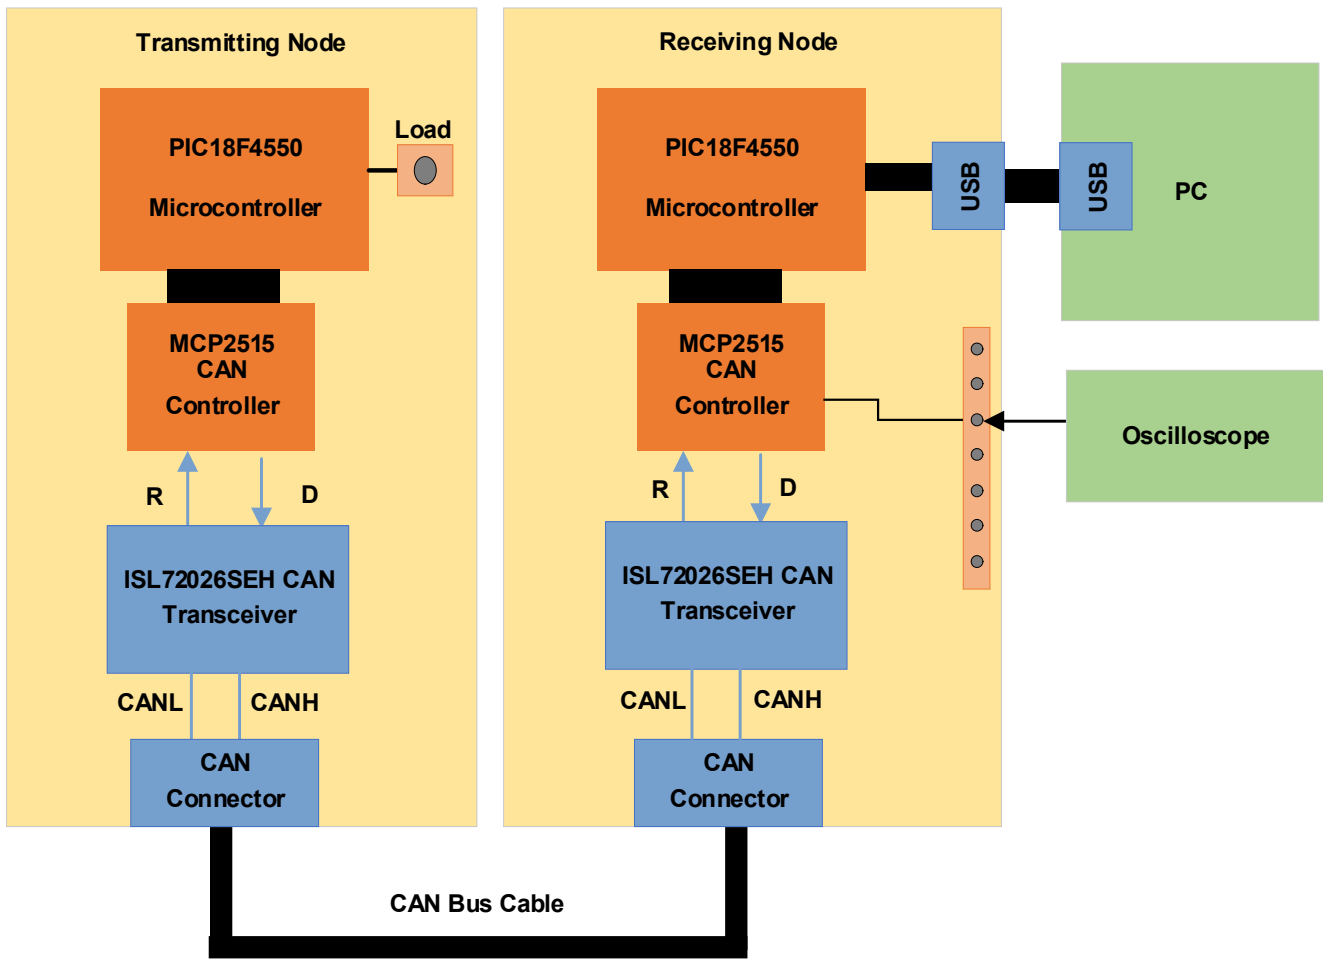 Transmitting Node
PIC18F4550
Microcontroller
Load
MCP2515
CAN
Controller
R
D
ISL72026SEH CAN
Transceiver
CANL
CANH
CAN
Connector
Receiving Node
PIC18F4550
Microcontroller
USB
USB
PC
MCP2515
CAN
Controller
Oscilloscope
R
D
ISL72026SEH CAN
Transceiver
CANL
CANH
CAN
Connector
CAN Bus Cable